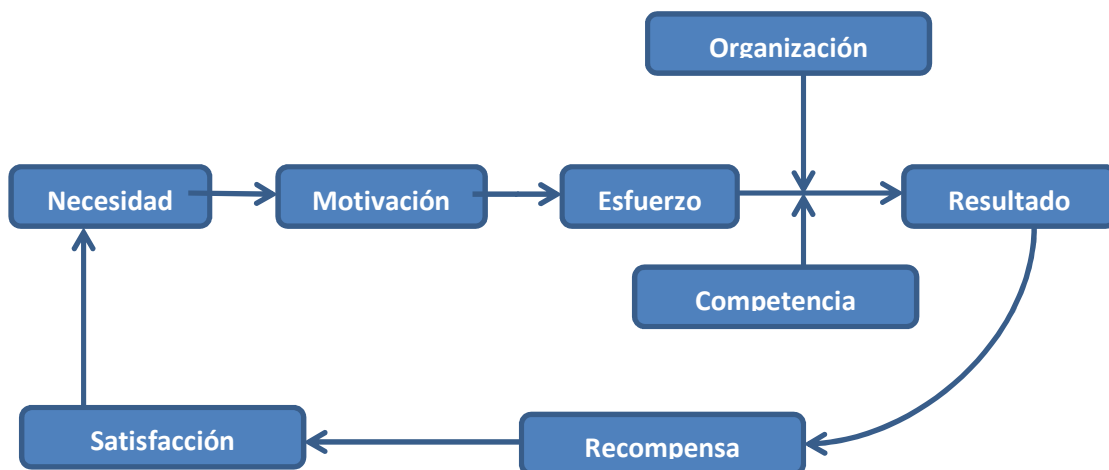 Organización
Necesidad
Motivación
Esfuerzo
Resultado
Competencia
Satisfacción
Recompensa